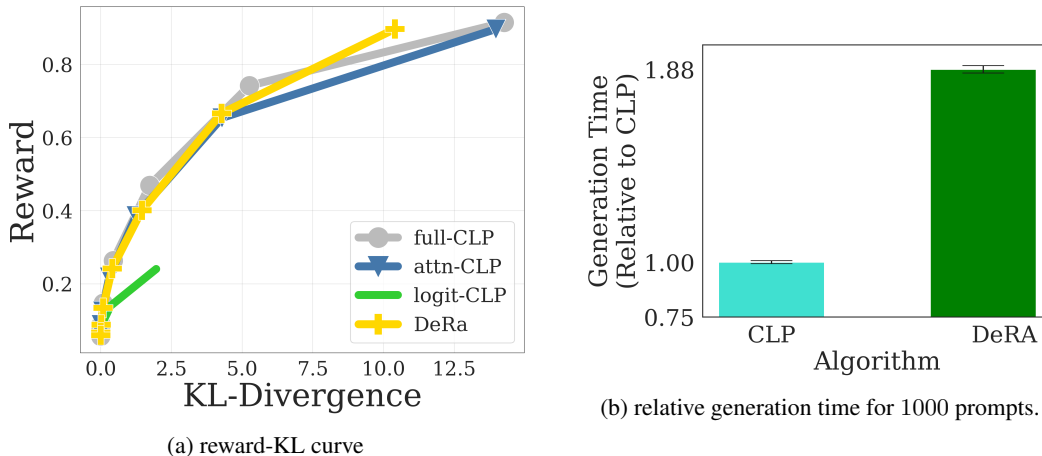 Reward
0.8
0.6
0.4
0.2
0.0 2.5 5.0 7.5 10.0 12.5
KL-Divergence
full-CLP
attn-CLP
logit-CLP
DeRa
(a) reward-KL curve
Generation Time
(Relative to CLP)
1.88
1.00
0.75
CLP DeRA
Algorithm
(b) relative generation time for 1000 prompts.